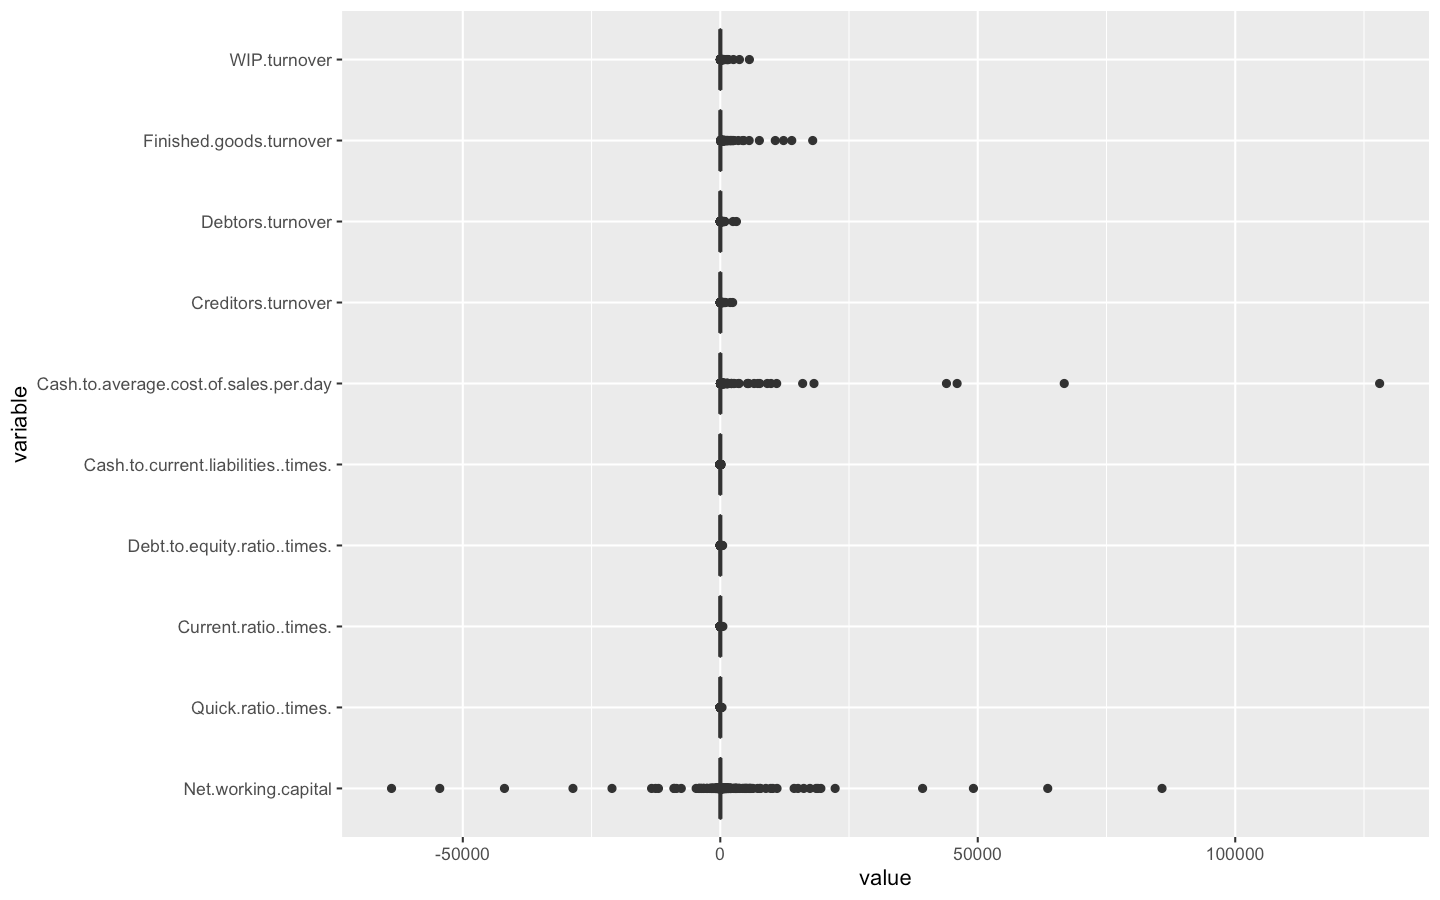 WIP.turnover
Finished.goods.turnover
Debtors.turnover
Creditors.turnover
Cash.to.average.cost.of.sales.per.day
Cash.to.current.liabilities..times.
Debt.to.equity.ratio..times.
Current.ratio..times.
Quick.ratio..times.
Net.working.capital
variable
-50000 0 50000 100000
value